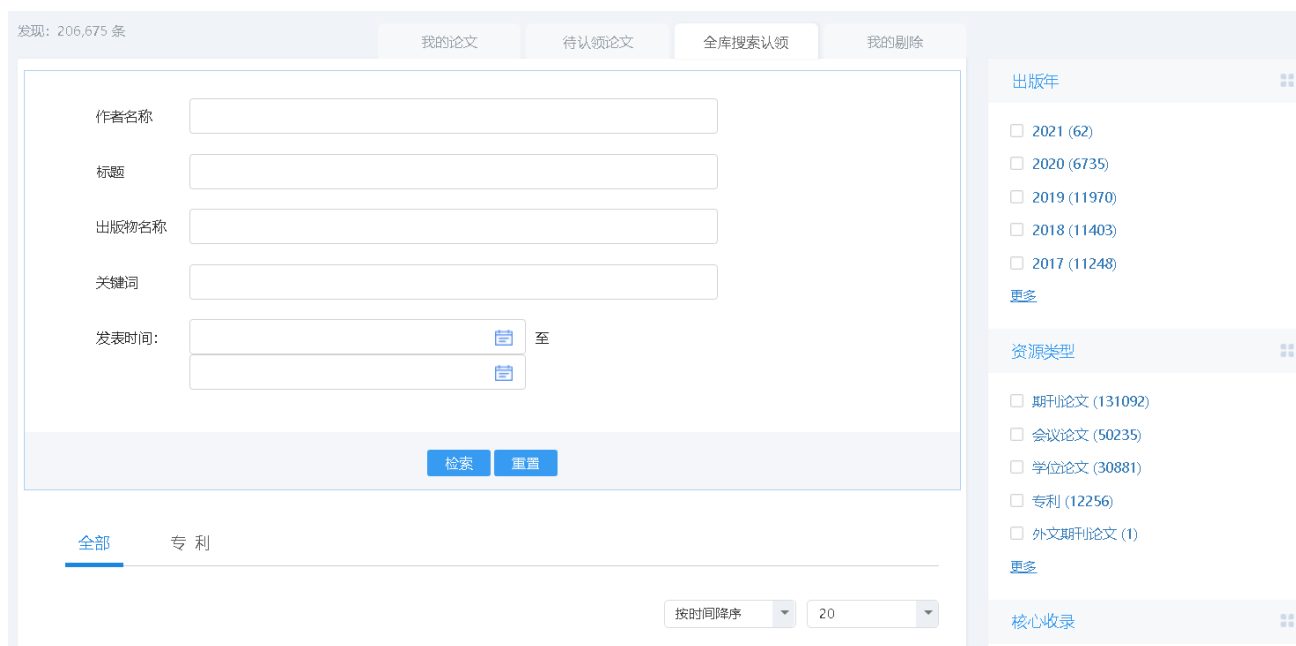 发现：206,675 条
我的论文
待认领论文
全库搜索认领
我的剔除
作者名称
标题
出版物名称
关键词
发表时间：
至
检索
重置
全部
专 利
按时间降序
20
出版年
2021 (62)
2020 (6735)
2019 (11970)
2018 (11403)
2017 (11248)
更多
资源类型
期刊论文 (131092)
会议论文 (50235)
学位论文 (30881)
专利 (12256)
外文期刊论文 (1)
更多
核心收录